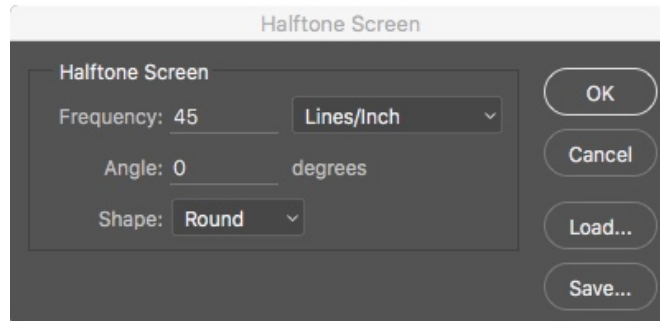 Halftone Screen
Halftone Screen
Frequency: 45 Lines/Inch
Angle: 0 degrees
Shape: Round
OK
Cancel
Load...
Save...